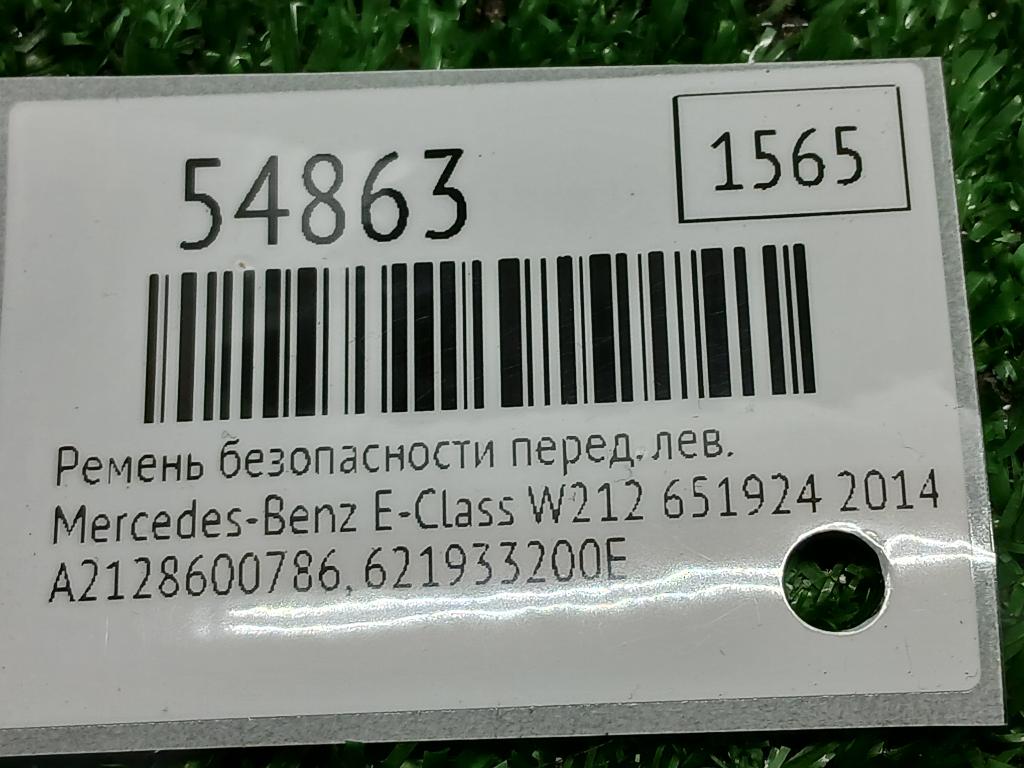 54863
1565
Ремень безопасности перед. лев.
Mercedes-Benz E-Class W212 651924 2014
A2128600786, 621933200E